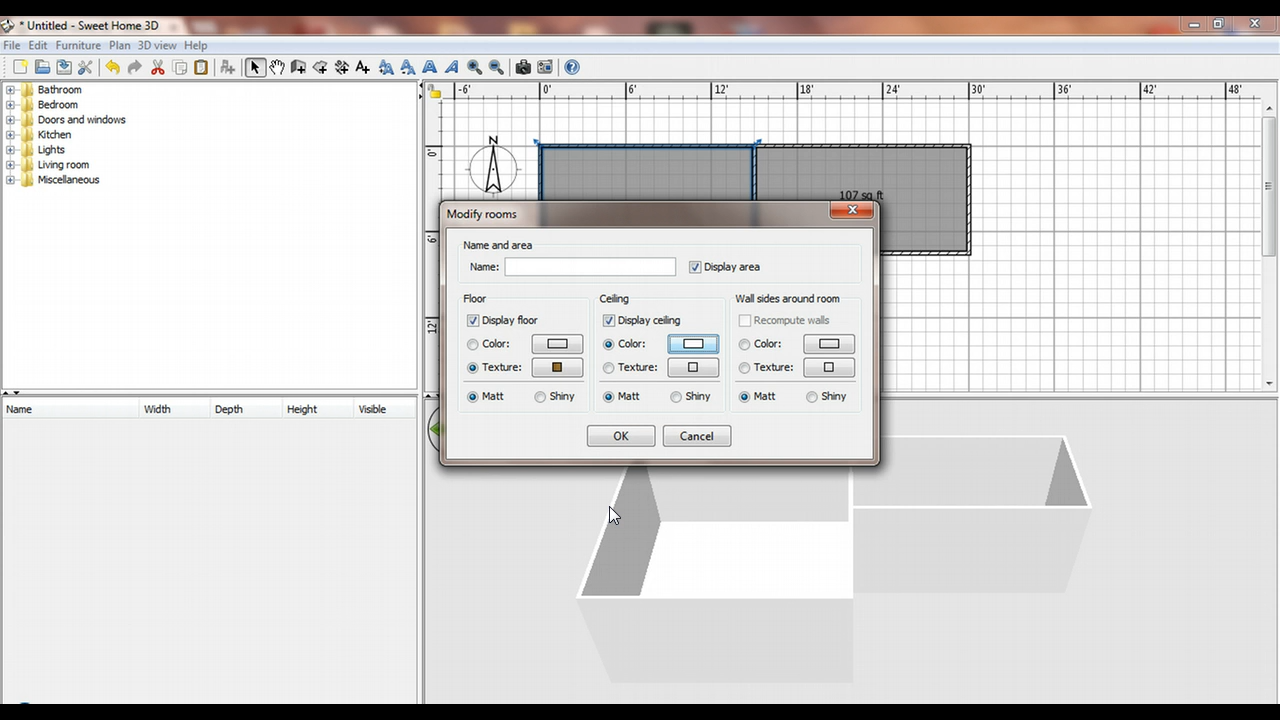 * Untitled - Sweet Home 3D
File Edit Furniture Plan 3D view Help
Bathroom
Bedroom
Doors and windows
Kitchen
Lights
Living room
Miscellaneous
-6' 0' 6' 12' 18' 24' 30' 36' 42' 48'
0'
6'
12'
N
107 sq ft
Modify rooms
Name and area
Name: Display area
Floor Ceiling Wall sides around room
Display floor Display ceiling Recompute walls
Color: Color: Color:
Texture: Texture: Texture:
Matt Shiny Matt Shiny Matt Shiny
OK Cancel
Name Width Depth Height Visible